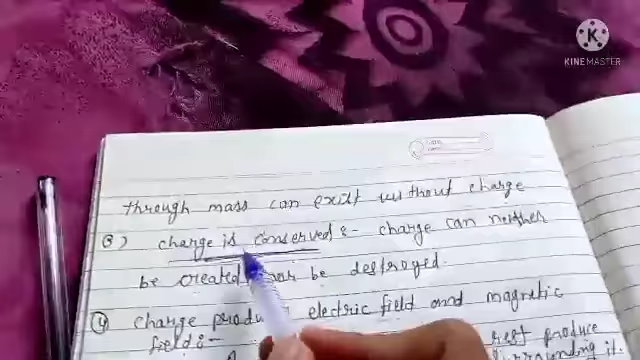 K
KINEMASTER
through mass can exist without charge
(3) charge is conserved :- charge can neither
be created nor be destroyed.
(4) charge produ electric field and magnetic
field :-
rest produce
surrounding it.